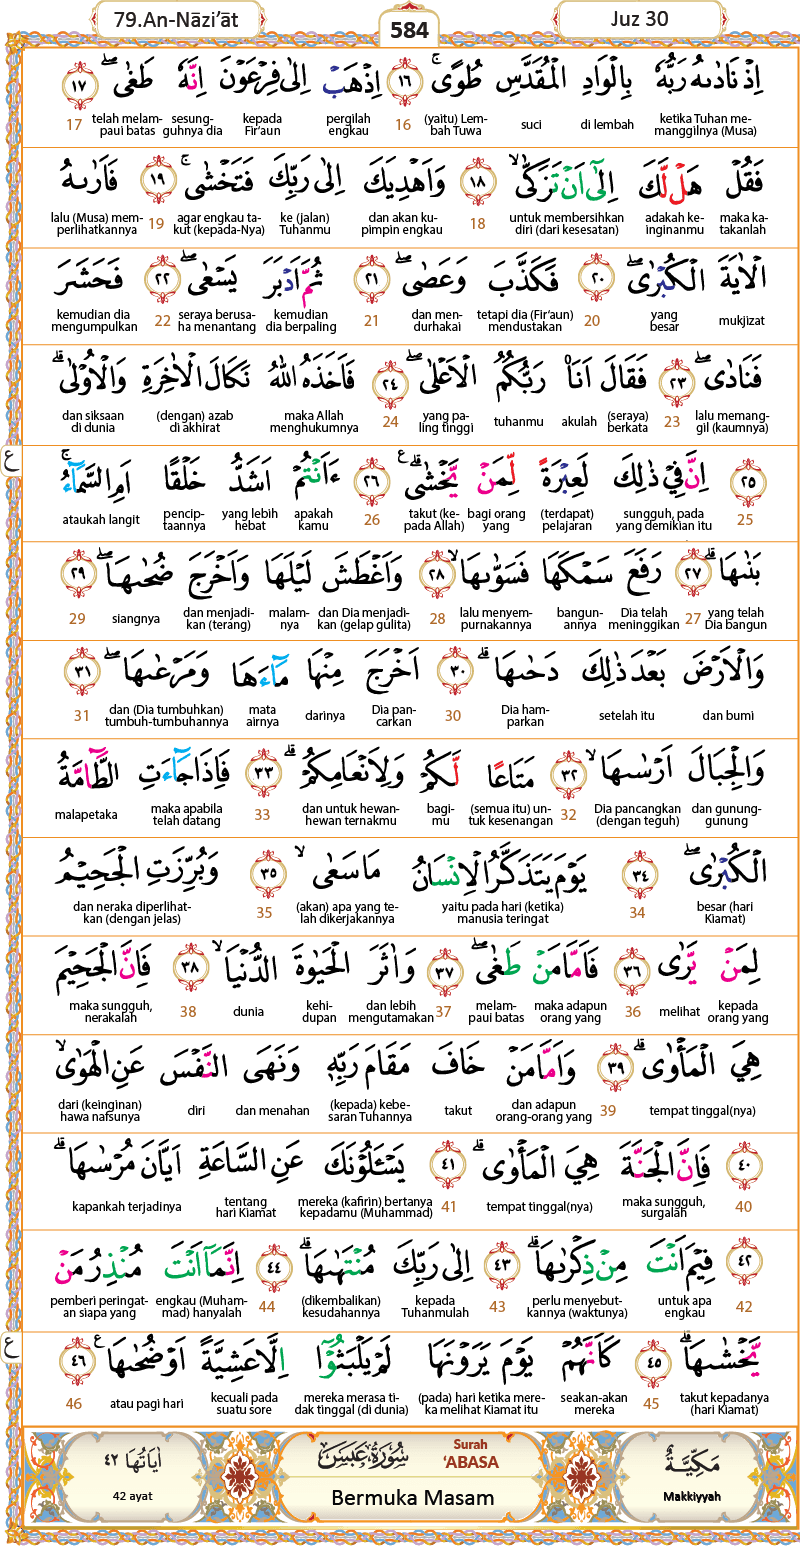 79.An-Nāzi'āt 584 Juz 30
اِذْ نَادٰىهُ رَبُّهٗ بِالْوَادِ الْمُقَدَّسِ طُوًىۚ ١٦ اِذْهَبْ اِلٰى فِرْعَوْنَ اِنَّهٗ طَغٰىۖ ١٧
ketika Tuhan memanggilnya (Musa) di lembah suci (yaitu) Lembah Tuwa 16 pergilah engkau kepada Fir'aun sesungguhnya dia telah melampaui batas 17
فَقُلْ هَلْ لَّكَ اِلٰٓى اَنْ تَزَكّٰىۙ ١٨ وَاَهْدِيَكَ اِلٰى رَبِّكَ فَتَخْشٰىۚ ١٩ فَاَرٰىهُ
maka katakanlah adakah keinginanmu untuk membersihkan diri (dari kesesatan) 18 dan akan kupimpin engkau ke (jalan) Tuhanmu agar engkau takut (kepada-Nya) 19 lalu (Musa) memperlihatkannya
الْاٰيَةَ الْكُبْرٰىۖ ٢٠ فَكَذَّبَ وَعَصٰىۖ ٢١ ثُمَّ اَدْبَرَ يَسْعٰىۖ ٢٢ فَحَشَرَ
mukjizat yang besar 20 tetapi dia (Fir'aun) mendustakan dan mendurhakai 21 kemudian dia berpaling seraya berusaha menantang 22 kemudian dia mengumpulkan
فَنَادٰىۖ ٢٣ فَقَالَ اَنَا۠ رَبُّكُمُ الْاَعْلٰىۖ ٢٤ فَاَخَذَهُ اللّٰهُ نَكَالَ الْاٰخِرَةِ وَالْاُوْلٰىۗ
lalu memanggil (kaumnya) 23 (seraya) berkata akulah tuhanmu yang paling tinggi 24 maka Allah menghukumnya (dengan) azab di akhirat dan siksaan di dunia
٢٥ اِنَّ فِيْ ذٰلِكَ لَعِبْرَةً لِّمَنْ يَّخْشٰىۗ ࣖ ٢٦ ءَاَنْتُمْ اَشَدُّ خَلْقًا اَمِ السَّمَاۤءُۚ ع
25 sungguh, pada yang demikian itu (terdapat) pelajaran bagi orang yang takut (kepada Allah) 26 apakah kamu yang lebih hebat penciptaannya ataukah langit
بَنٰىهَاۗ ٢٧ رَفَعَ سَمْكَهَا فَسَوّٰىهَاۙ ٢٨ وَاَغْطَشَ لَيْلَهَا وَاَخْرَجَ ضُحٰىهَاۖ ٢٩
yang telah Dia bangun 27 Dia telah meninggikan bangunannya lalu menyempurnakannya 28 dan Dia menjadikan (gelap gulita) malamnya dan menjadikan (terang) siangnya 29
وَالْاَرْضَ بَعْدَ ذٰلِكَ دَحٰىهَاۗ ٣٠ اَخْرَجَ مِنْهَا مَاۤءَهَا وَمَرْعٰىهَاۖ ٣١
dan bumi setelah itu Dia hamparkan 30 Dia pancarkan darinya mata airnya dan (Dia tumbuhkan) tumbuh-tumbuhannya 31
وَالْجِبَالَ اَرْسٰىهَاۙ ٣٢ مَتَاعًا لَّكُمْ وَلِاَنْعَامِكُمْۗ ٣٣ فَاِذَا جَاۤءَتِ الطَّاۤمَّةُ
dan gunung-gunung Dia pancangkan (dengan teguh) 32 (semua itu) untuk kesenangan bagimu dan untuk hewan-hewan ternakmu 33 maka apabila telah datang malapetaka
الْكُبْرٰىۖ ٣٤ يَوْمَ يَتَذَكَّرُ الْاِنْسَانُ مَا سَعٰىۙ ٣٥ وَبُرِّزَتِ الْجَحِيْمُ
besar (hari Kiamat) 34 yaitu pada hari (ketika) manusia teringat (akan) apa yang telah dikerjakannya 35 dan neraka diperlihatkan (dengan jelas)
لِمَنْ يَّرٰى ٣٦ فَاَمَّا مَنْ طَغٰىۖ ٣٧ وَاٰثَرَ الْحَيٰوةَ الدُّنْيَاۙ ٣٨ فَاِنَّ الْجَحِيْمَ
kepada orang yang melihat 36 maka adapun orang yang melampaui batas 37 dan lebih mengutamakan kehidupan dunia 38 maka sungguh, nerakalah
هِيَ الْمَأْوٰىۗ ٣٩ وَاَمَّا مَنْ خَافَ مَقَامَ رَبِّهٖ وَنَهَى النَّفْسَ عَنِ الْهَوٰىۙ
tempat tinggal(nya) 39 dan adapun orang-orang yang takut (kepada) kebesaran Tuhannya dan menahan diri dari (keinginan) hawa nafsunya
٤٠ فَاِنَّ الْجَنَّةَ هِيَ الْمَأْوٰىۗ ٤١ يَسْـَٔلُوْنَكَ عَنِ السَّاعَةِ اَيَّانَ مُرْسٰىهَاۗ
40 maka sungguh, surgalah tempat tinggal(nya) 41 mereka (kafirin) bertanya kepadamu (Muhammad) tentang hari Kiamat kapankah terjadinya
٤٢ فِيْمَ اَنْتَ مِنْ ذِكْرٰىهَاۗ ٤٣ اِلٰى رَبِّكَ مُنْتَهٰىهَاۗ ٤٤ اِنَّمَآ اَنْتَ مُنْذِرُ مَنْ
42 untuk apa engkau perlu menyebutkannya (waktunya) 43 kepada Tuhanmulah (dikembalikan) kesudahannya 44 engkau (Muhammad) hanyalah pemberi peringatan siapa yang
يَّخْشٰىهَاۗ ٤٥ كَاَنَّهُمْ يَوْمَ يَرَوْنَهَا لَمْ يَلْبَثُوْٓا اِلَّا عَشِيَّةً اَوْ ضُحٰىهَا ࣖ ٤٦ ع
takut kepadanya (hari Kiamat) 45 seakan-akan mereka (pada) hari ketika mereka melihat Kiamat itu mereka merasa tidak tinggal (di dunia) kecuali pada suatu sore atau pagi hari 46
مَكِّيَّةٌ سُوْرَةُ عَبَسَ Surah 'ABASA اٰيَاتُهَا ٤٢
Makkiyyah Bermuka Masam 42 ayat